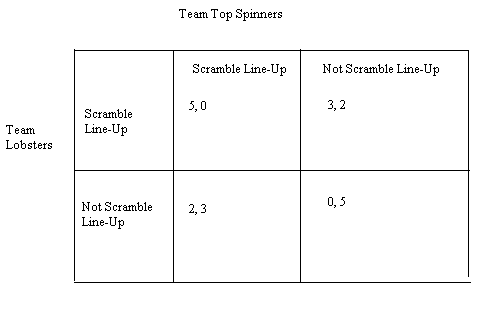 Team Top Spinners
Scramble Line-Up Not Scramble Line-Up
5, 0 3, 2
Scramble
Line-Up
Team
Lobsters
Not Scramble
Line-Up
2, 3 0, 5